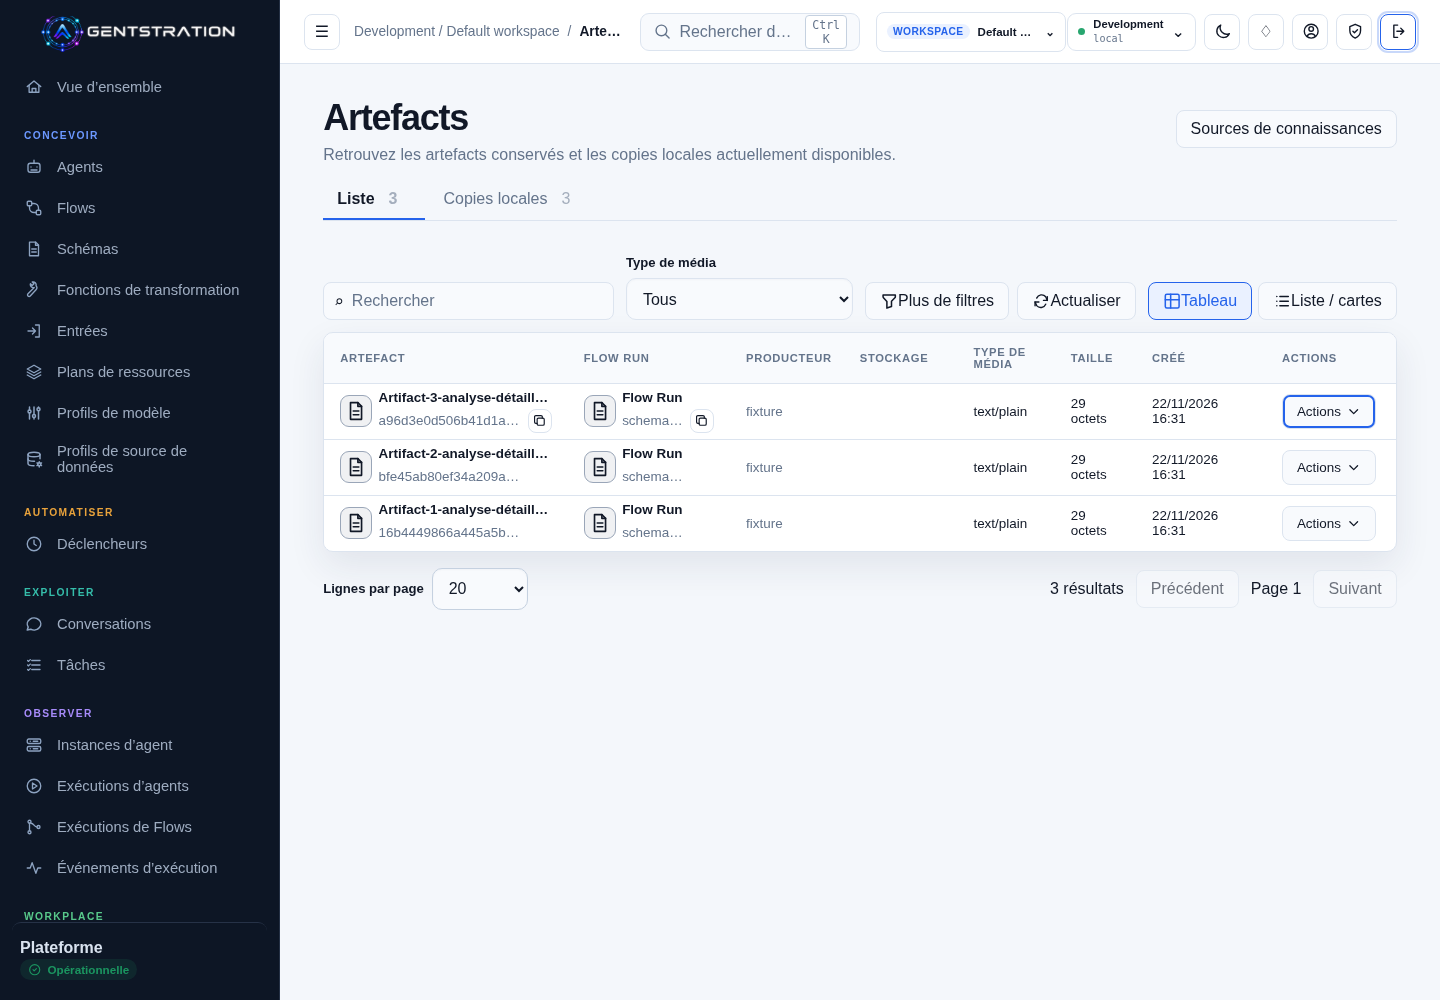 GENTSTRATION
Vue d’ensemble
CONCEVOIR
Agents
Flows
Schémas
Fonctions de transformation
Entrées
Plans de ressources
Profils de modèle
Profils de source de
données
AUTOMATISER
Déclencheurs
EXPLOITER
Conversations
Tâches
OBSERVER
Instances d’agent
Exécutions d’agents
Exécutions de Flows
Événements d’exécution
WORKPLACE
Plateforme
Opérationnelle
Development / Default workspace / Arte…
Rechercher d… Ctrl K
WORKSPACE Default …
Development
local
Artefacts
Retrouvez les artefacts conservés et les copies locales actuellement disponibles.
Sources de connaissances
Liste 3 Copies locales 3
Type de média
Rechercher Tous Plus de filtres Actualiser Tableau Liste / cartes
ARTEFACT FLOW RUN PRODUCTEUR STOCKAGE TYPE DE MÉDIA TAILLE CRÉÉ ACTIONS
Artifact-3-analyse-détaill… Flow Run
a96d3e0d506b41d1a… schema… fixture text/plain 29 octets 22/11/2026 16:31 Actions
Artifact-2-analyse-détaill… Flow Run
bfe45ab80ef34a209a… schema… fixture text/plain 29 octets 22/11/2026 16:31 Actions
Artifact-1-analyse-détaill… Flow Run
16b4449866a445a5b… schema… fixture text/plain 29 octets 22/11/2026 16:31 Actions
Lignes par page 20 3 résultats Précédent Page 1 Suivant